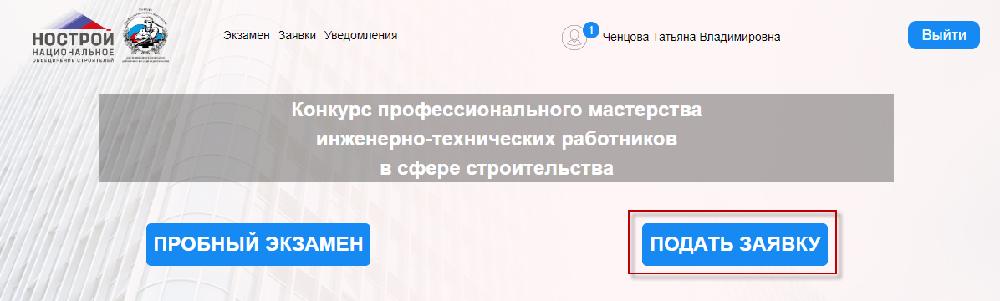 НОСТРОЙ
НАЦИОНАЛЬНОЕ
ОБЪЕДИНЕНИЕ СТРОИТЕЛЕЙ
Экзамен Заявки Уведомления
1
Ченцова Татьяна Владимировна
Выйти
Конкурс профессионального мастерства
инженерно-технических работников
в сфере строительства
ПРОБНЫЙ ЭКЗАМЕН
ПОДАТЬ ЗАЯВКУ